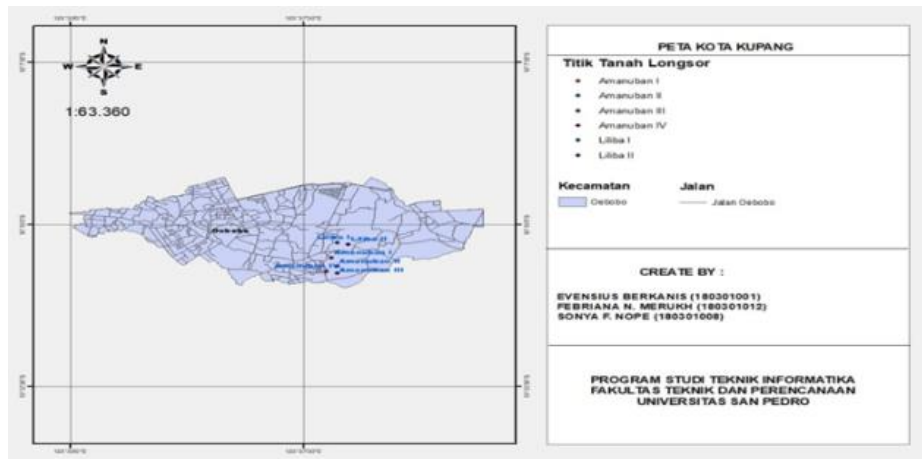 N
W E
S
1:63.360
Oebobo
Liliba II
Amanuban I
Amanuban II
Amanuban III
PETA KOTA KUPANG
Titik Tanah Longsor
Amanuban I
Amanuban II
Amanuban III
Amanuban IV
Liliba I
Liliba II
Kecamatan Jalan
Oebobo Jalan Oebobo
CREATE BY :
EVENSIUS BERKANIS (180301001)
FEBRIANA N. MERUKH (180301012)
SONYA F. NOPE (180301008)
PROGRAM STUDI TEKNIK INFORMATIKA
FAKULTAS TEKNIK DAN PERENCANAAN
UNIVERSITAS SAN PEDRO